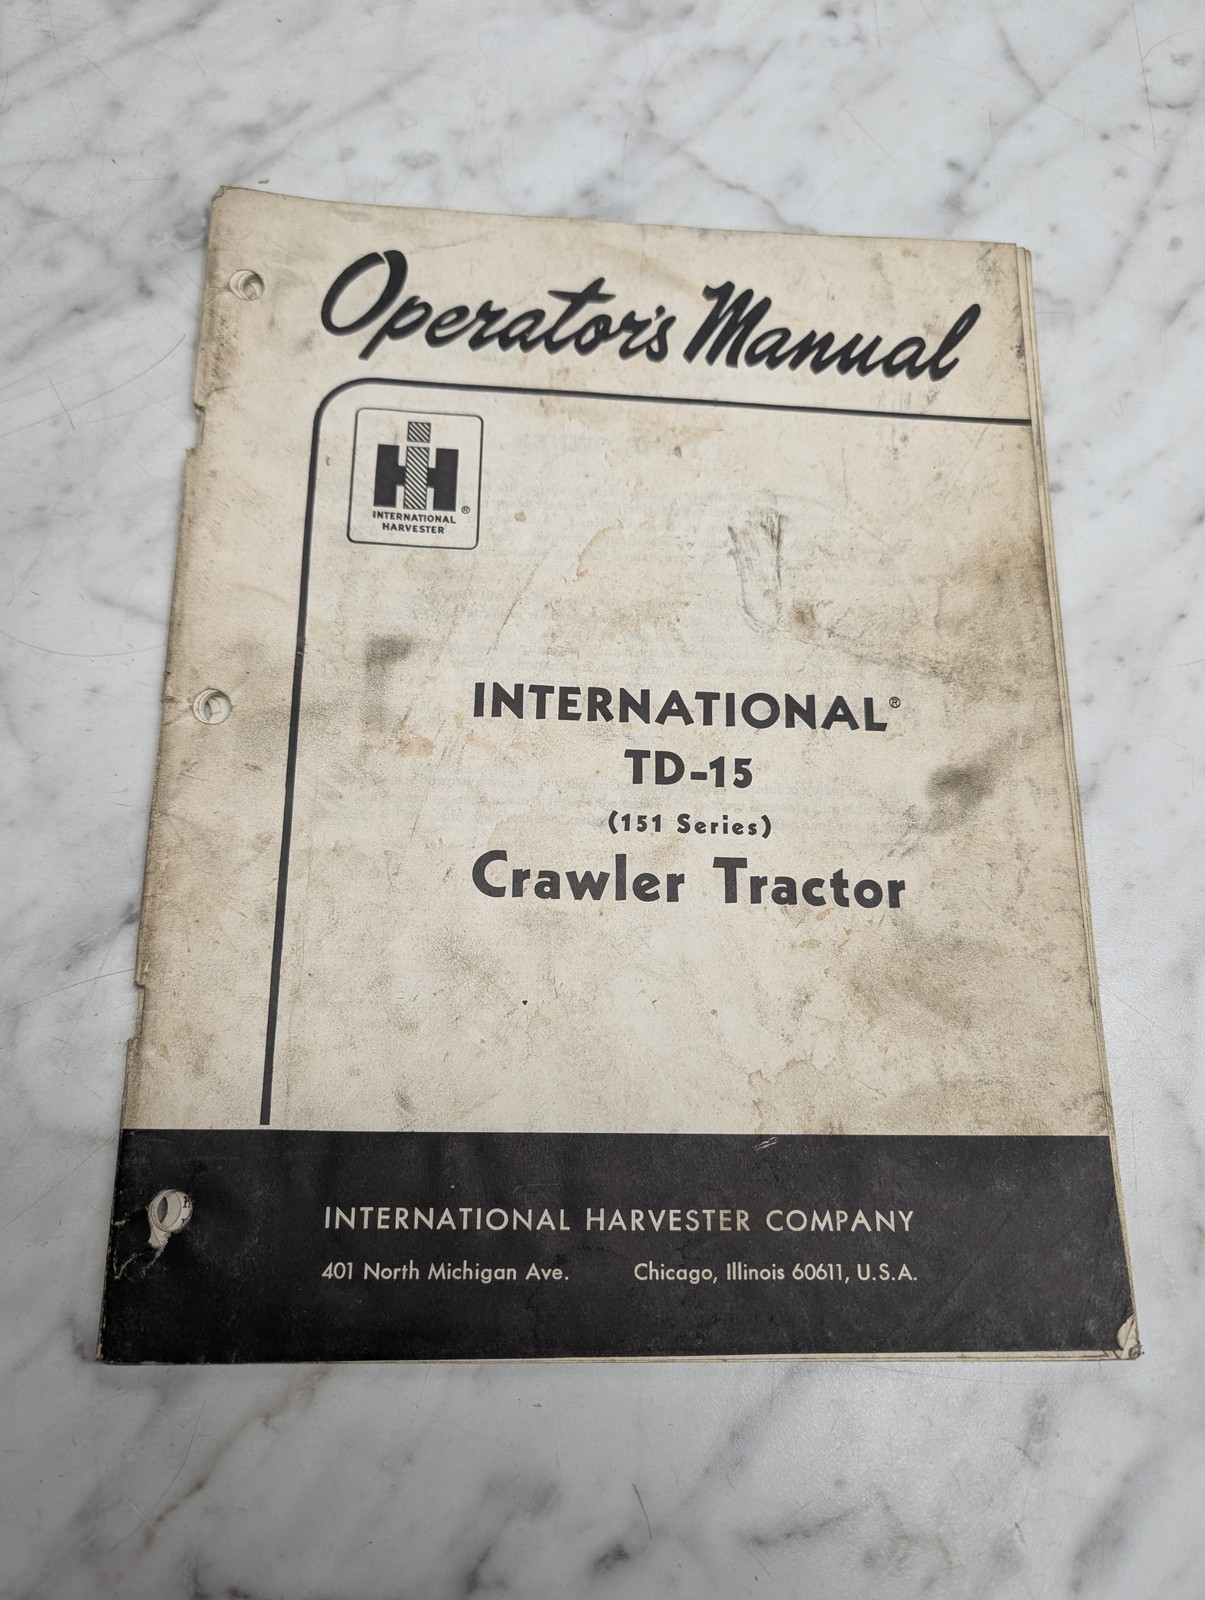 Operator's Manual
IH ®
INTERNATIONAL
HARVESTER
INTERNATIONAL®
TD-15
(151 Series)
Crawler Tractor
INTERNATIONAL HARVESTER COMPANY
401 North Michigan Ave. Chicago, Illinois 60611, U.S.A.